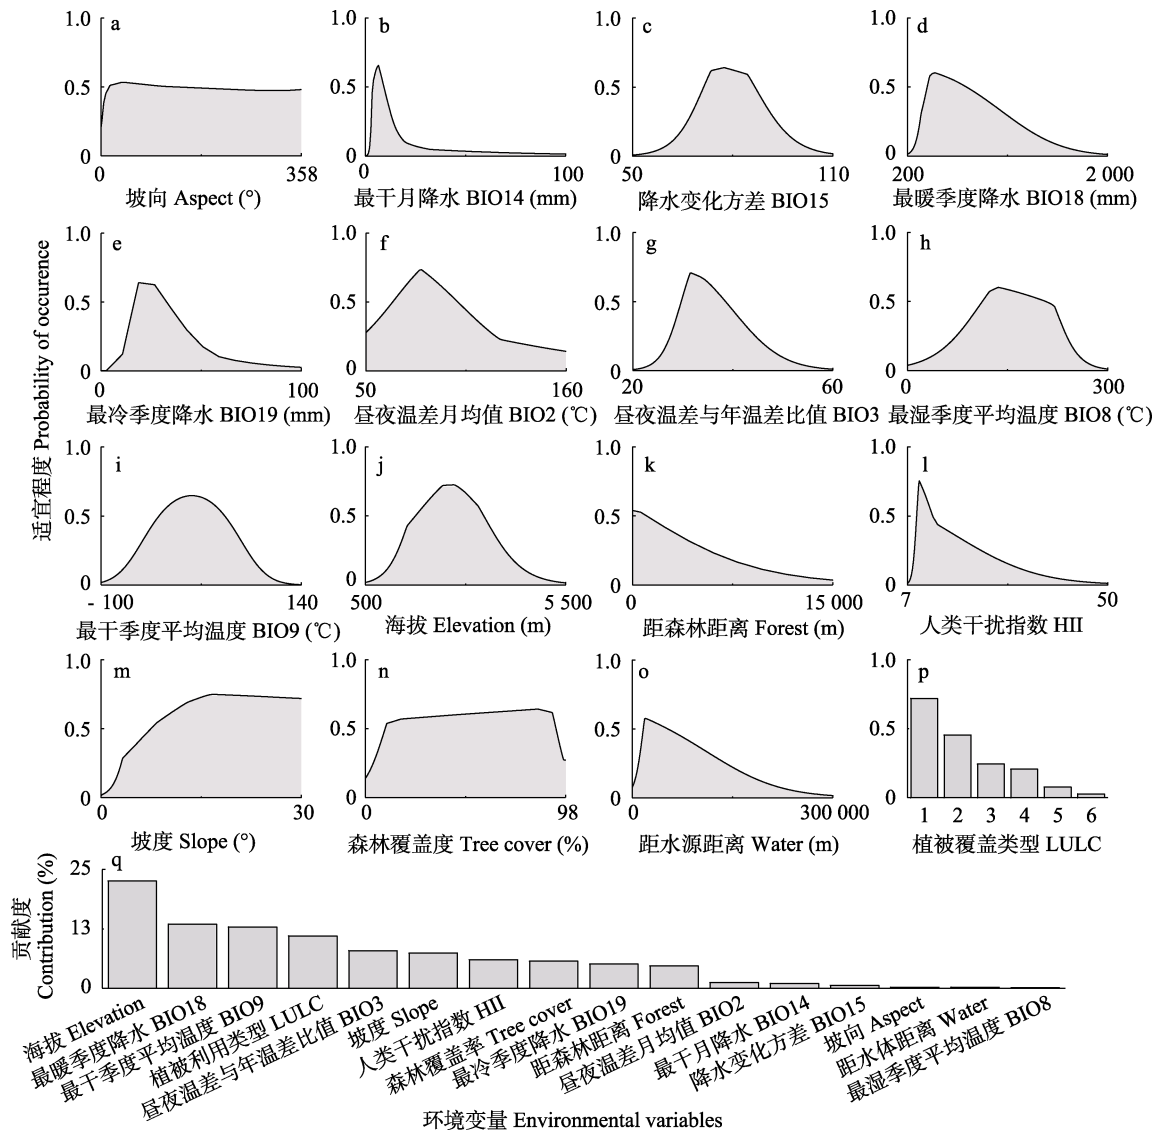 适宜程度 Probability of occurence
a
1.0
0.5
0
0 358
坡向 Aspect (°)
b
1.0
0.5
0
0 100
最干月降水 BIO14 (mm)
c
1.0
0.5
0
50 110
降水变化方差 BIO15
d
1.0
0.5
0
200 2 000
最暖季度降水 BIO18 (mm)
e
1.0
0.5
0
0 100
最冷季度降水 BIO19 (mm)
f
1.0
0.5
0
50 160
昼夜温差月均值 BIO2 (℃)
g
1.0
0.5
0
20 60
昼夜温差与年温差比值 BIO3
h
1.0
0.5
0
0 300
最湿季度平均温度 BIO8 (℃)
i
1.0
0.5
0
- 100 140
最干季度平均温度 BIO9 (℃)
j
1.0
0.5
0
500 5 500
海拔 Elevation (m)
k
1.0
0.5
0
0 15 000
距森林距离 Forest (m)
l
1.0
0.5
0
7 50
人类干扰指数 HII
m
1.0
0.5
0
0 30
坡度 Slope (°)
n
1.0
0.5
0
0 98
森林覆盖度 Tree cover (%)
o
1.0
0.5
0
0 300 000
距水源距离 Water (m)
p
1.0
0.5
0
1 2 3 4 5 6
植被覆盖类型 LULC
q
贡献度
Contribution (%)
25
13
0
海拔 Elevation
最暖季度降水 BIO18
最干季度平均温度 BIO9
植被利用类型 LULC
昼夜温差与年温差比值 BIO3
坡度 Slope
人类干扰指数 HII
森林覆盖率 Tree cover
最冷季度降水 BIO19
距森林距离 Forest
昼夜温差月均值 BIO2
最干月降水 BIO14
降水变化方差 BIO15
坡向 Aspect
距水体距离 Water
最湿季度平均温度 BIO8
环境变量 Environmental variables